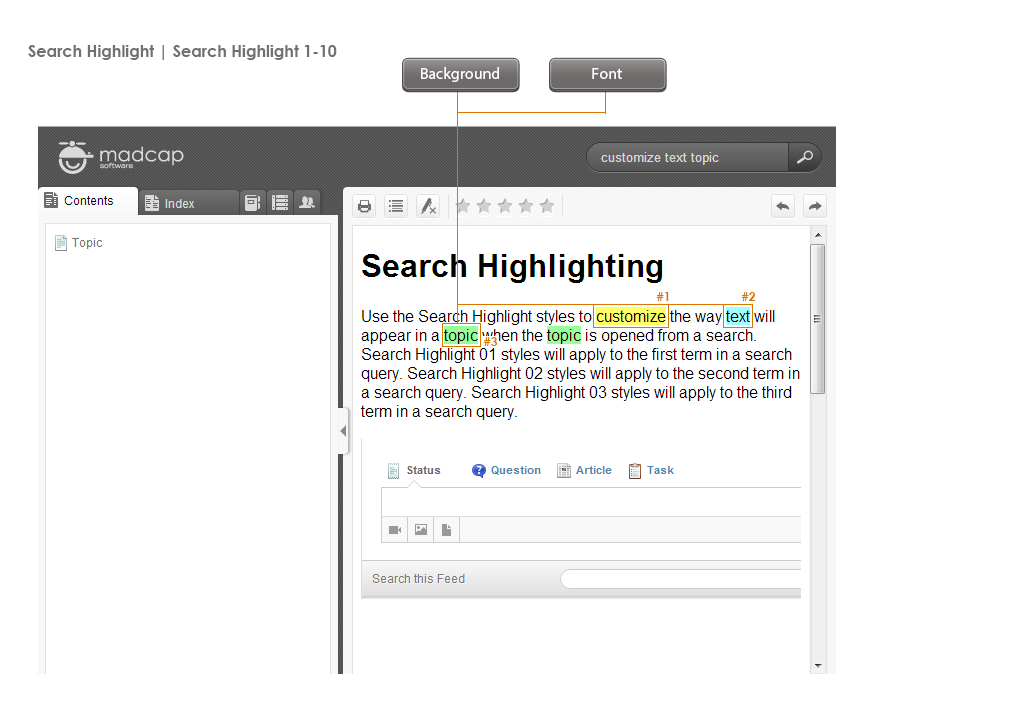 Search Highlight | Search Highlight 1-10
Background Font
madcap
software
customize text topic
Contents Index
Topic
Search Highlighting
#1 #2
Use the Search Highlight styles to customize the way text will
appear in a topic when the topic is opened from a search.
#3
Search Highlight 01 styles will apply to the first term in a search
query. Search Highlight 02 styles will apply to the second term in
a search query. Search Highlight 03 styles will apply to the third
term in a search query.
Status Question Article Task
Search this Feed